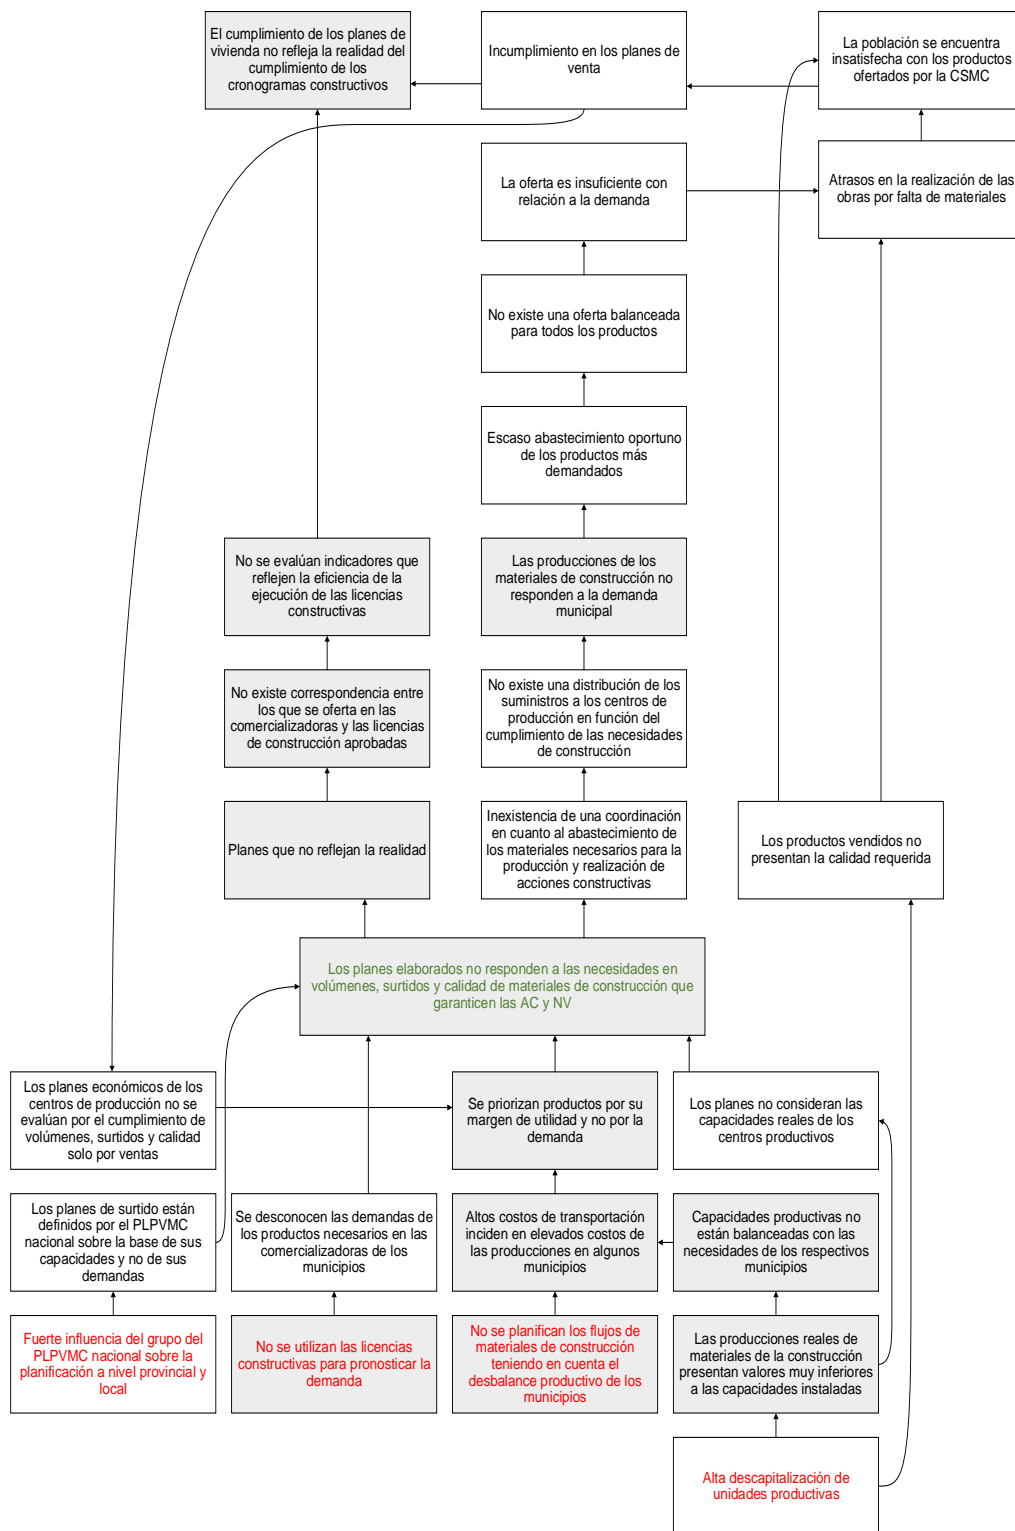 El cumplimiento de los planes de
vivienda no refleja la realidad del
cumplimiento de los
cronogramas constructivos
Incumplimiento en los planes de
venta
La población se encuentra
insatisfecha con los productos
ofertados por la CSMC
La oferta es insuficiente con
relación a la demanda
Atrasos en la realización de las
obras por falta de materiales
No existe una oferta balanceada
para todos los productos
Escaso abastecimiento oportuno
de los productos más
demandados
No se evalúan indicadores que
reflejen la eficiencia de la
ejecución de las licencias
constructivas
Las producciones de los
materiales de construcción no
responden a la demanda
municipal
No existe correspondencia entre
los que se oferta en las
comercializadoras y las licencias
de construcción aprobadas
No existe una distribución de los
suministros a los centros de
producción en función del
cumplimiento de las necesidades
de construcción
Planes que no reflejan la realidad
Inexistencia de una coordinación
en cuanto al abastecimiento de
los materiales necesarios para la
producción y realización de
acciones constructivas
Los productos vendidos no
presentan la calidad requerida
Los planes elaborados no responden a las necesidades en
volúmenes, surtidos y calidad de materiales de construcción que
garanticen las AC y NV
Los planes económicos de los
centros de producción no se
evalúan por el cumplimiento de
volúmenes, surtidos y calidad
solo por ventas
Se priorizan productos por su
margen de utilidad y no por la
demanda
Los planes no consideran las
capacidades reales de los
centros productivos
Los planes de surtido están
definidos por el PLPVMC
nacional sobre la base de sus
capacidades y no de sus
demandas
Se desconocen las demandas de
los productos necesarios en las
comercializadoras de los
municipios
Altos costos de transportación
inciden en elevados costos de
las producciones en algunos
municipios
Capacidades productivas no
están balanceadas con las
necesidades de los respectivos
municipios
Fuerte influencia del grupo del
PLPVMC nacional sobre la
planificación a nivel provincial y
local
No se utilizan las licencias
constructivas para pronosticar la
demanda
No se planifican los flujos de
materiales de construcción
teniendo en cuenta el
desbalance productivo de los
municipios
Las producciones reales de
materiales de la construcción
presentan valores muy inferiores
a las capacidades instaladas
Alta descapitalización de
unidades productivas